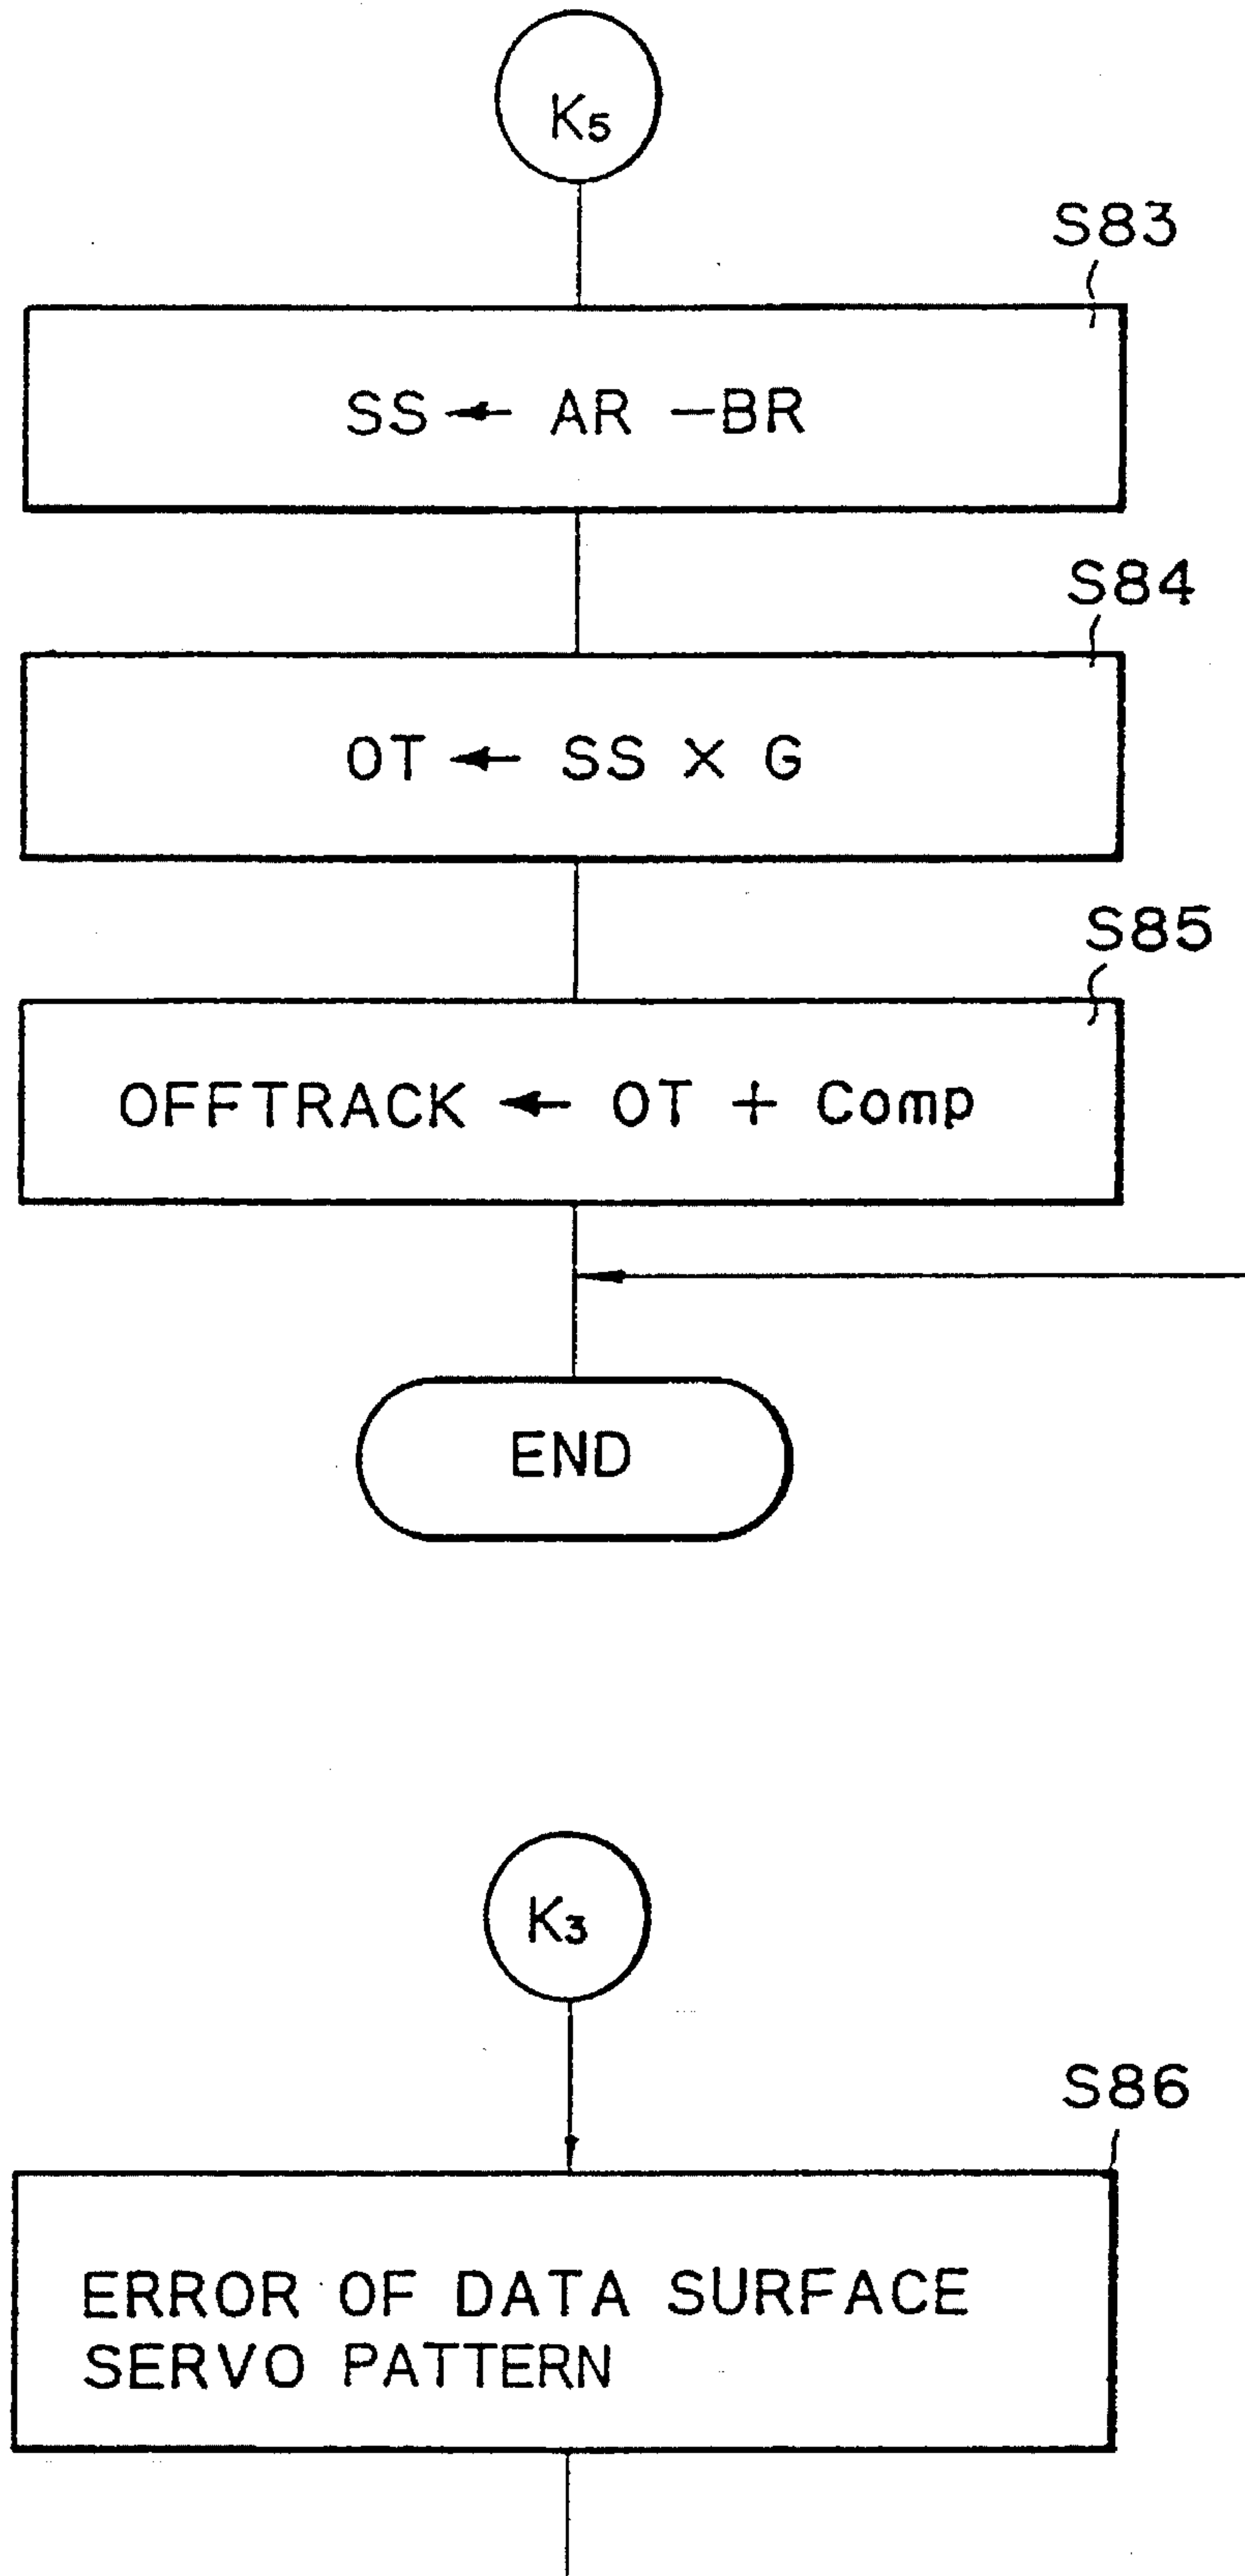 K5
S83
SS ← AR −BR
S84
OT ← SS × G
S85
OFFTRACK ← OT + Comp
END
K3
S86
ERROR OF DATA SURFACE
SERVO PATTERN